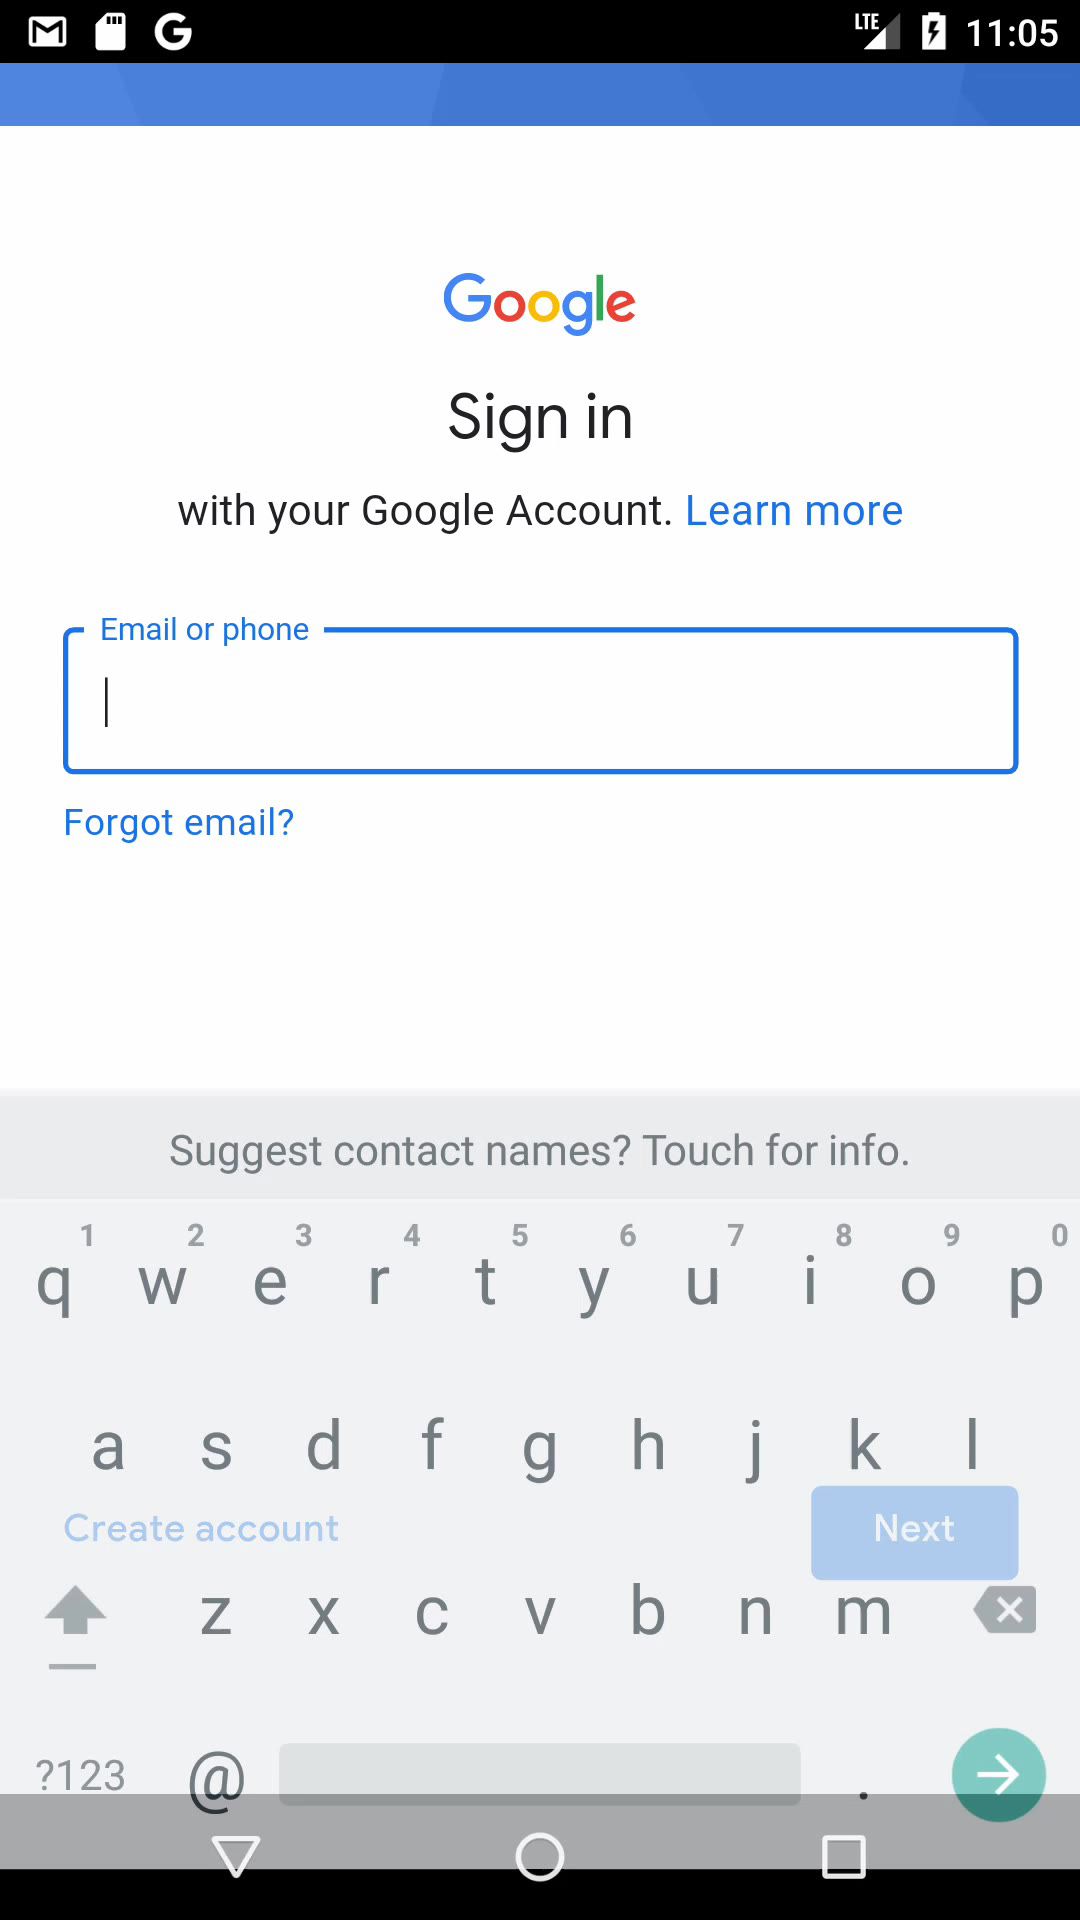 LTE 11:05
Google
Sign in
with your Google Account. Learn more
Email or phone
Forgot email?
Suggest contact names? Touch for info.
1 2 3 4 5 6 7 8 9 0
q w e r t y u i o p
a s d f g h j k l
Create account Next
z x c v b n m
?123 @ .